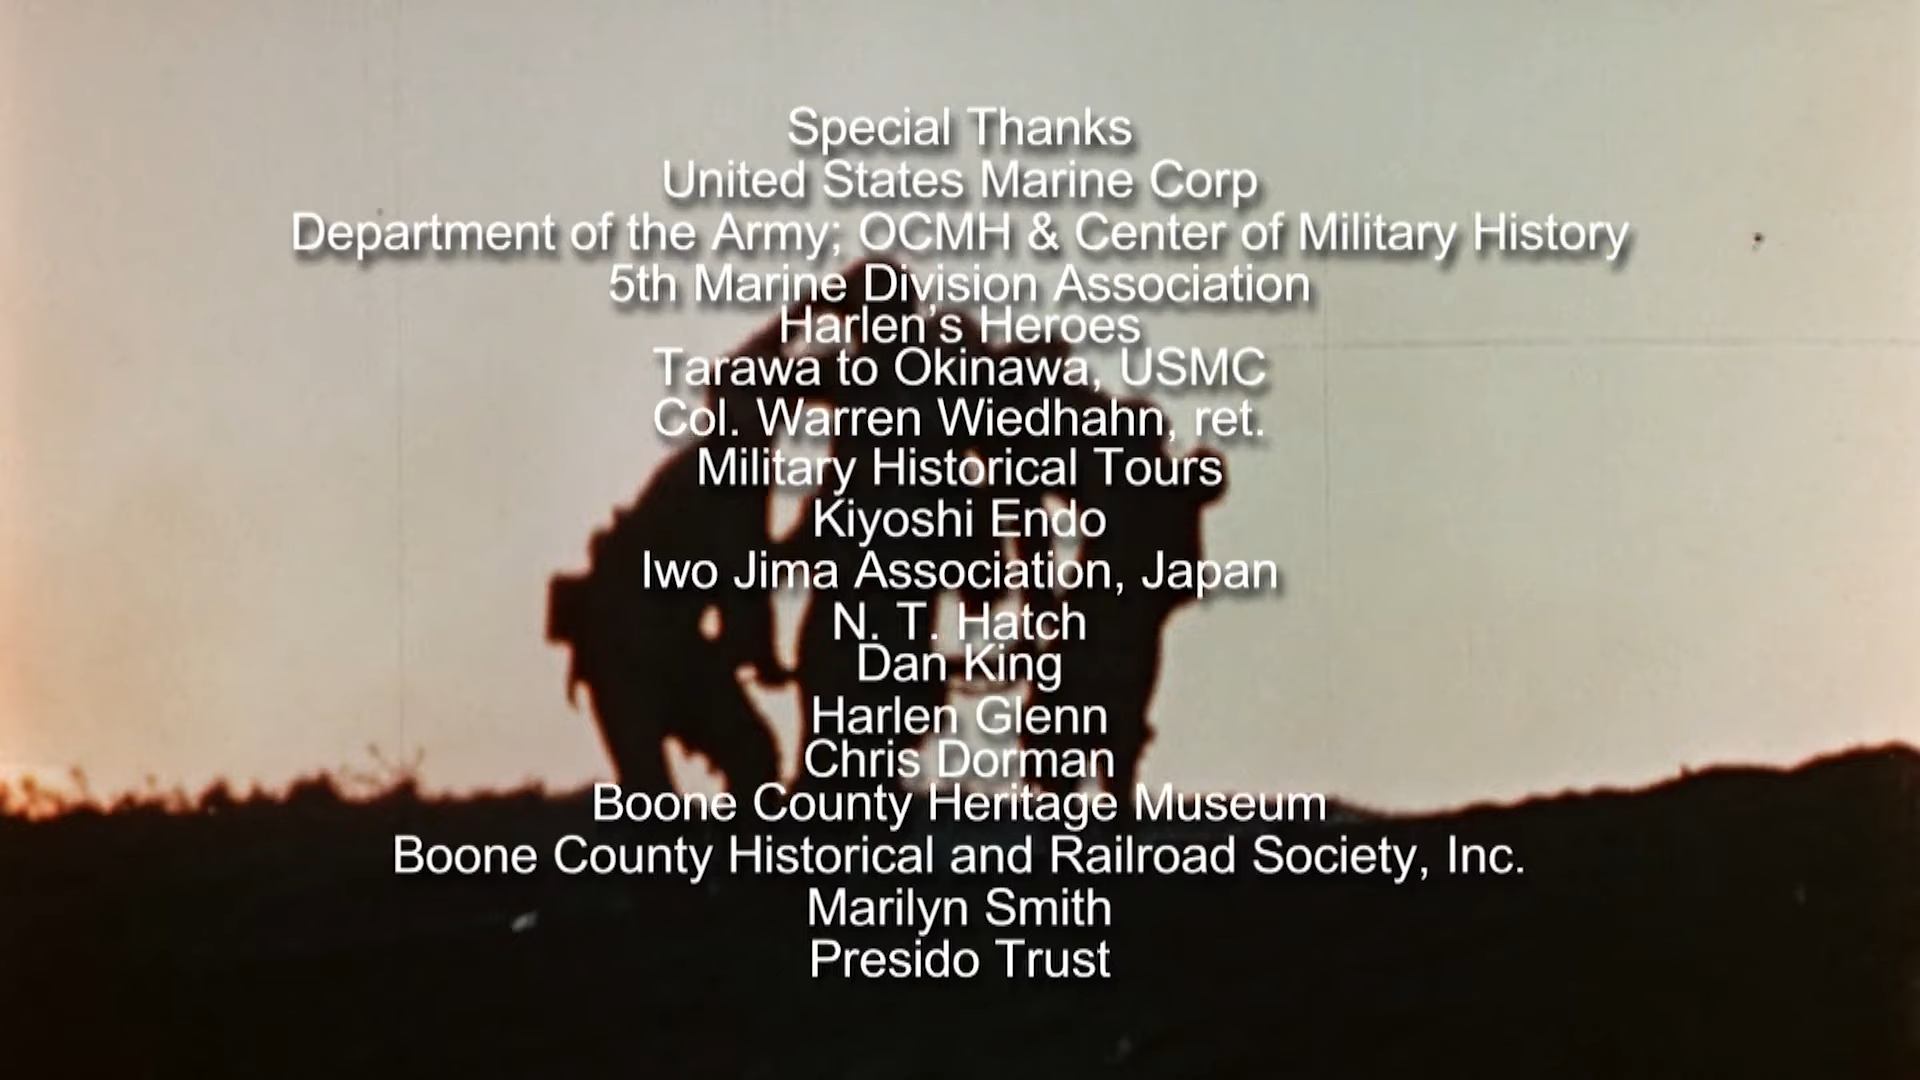 Special Thanks
United States Marine Corp
Department of the Army; OCMH & Center of Military History
5th Marine Division Association
Harlen’s Heroes
Tarawa to Okinawa, USMC
Col. Warren Wiedhahn, ret.
Military Historical Tours
Kiyoshi Endo
Iwo Jima Association, Japan
N. T. Hatch
Dan King
Harlen Glenn
Chris Dorman
Boone County Heritage Museum
Boone County Historical and Railroad Society, Inc.
Marilyn Smith
Presido Trust